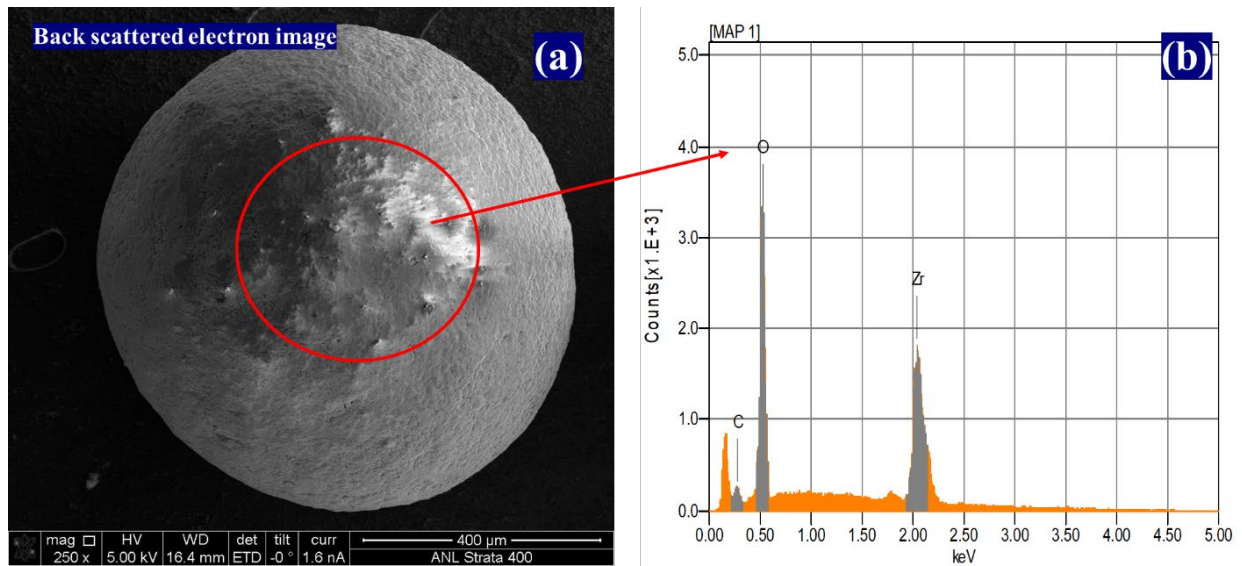 Back scattered electron image
(a)
mag □ HV WD det tilt curr
250 x 5.00 kV 16.4 mm ETD -0 ° 1.6 nA
400 µm
ANL Strata 400
[MAP 1]
(b)
5.0
4.0
3.0
2.0
1.0
0.0
Counts[x1.E+3]
O
Zr
C
0.00 0.50 1.00 1.50 2.00 2.50 3.00 3.50 4.00 4.50 5.00
keV